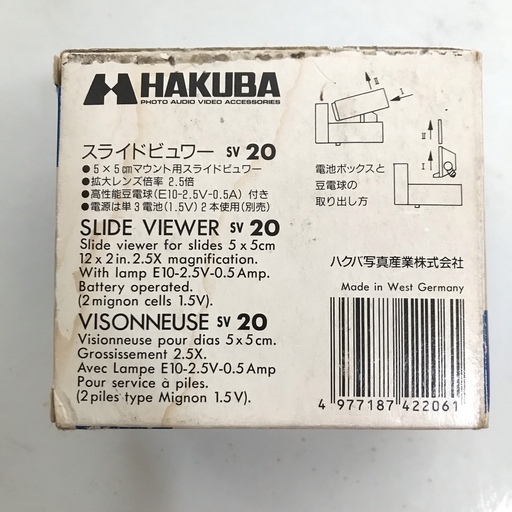 HAKUBA
PHOTO AUDIO VIDEO ACCESSORIES
スライドビュワー SV 20
●5×5cmマウント用スライドビュワー
●拡大レンズ倍率 2.5倍
●高性能豆電球(E10-2.5V-0.5A) 付き
●電源は単3電池(1.5V) 2本使用(別売)
SLIDE VIEWER SV 20
Slide viewer for slides 5 x 5cm
12 x 2 in. 2.5X magnification.
With lamp E10-2.5V-0.5 Amp.
Battery operated.
(2 mignon cells 1.5V).
VISONNEUSE SV 20
Visionneuse pour dias 5 x 5 cm.
Grossissement 2.5X.
Avec Lampe E10-2.5V-0.5 Amp
Pour service à piles.
(2 piles type Mignon 1.5V).
II
I
II
I
電池ボックスと
豆電球の
取り出し方
ハクバ写真産業株式会社
Made in West Germany
4 977187 422061